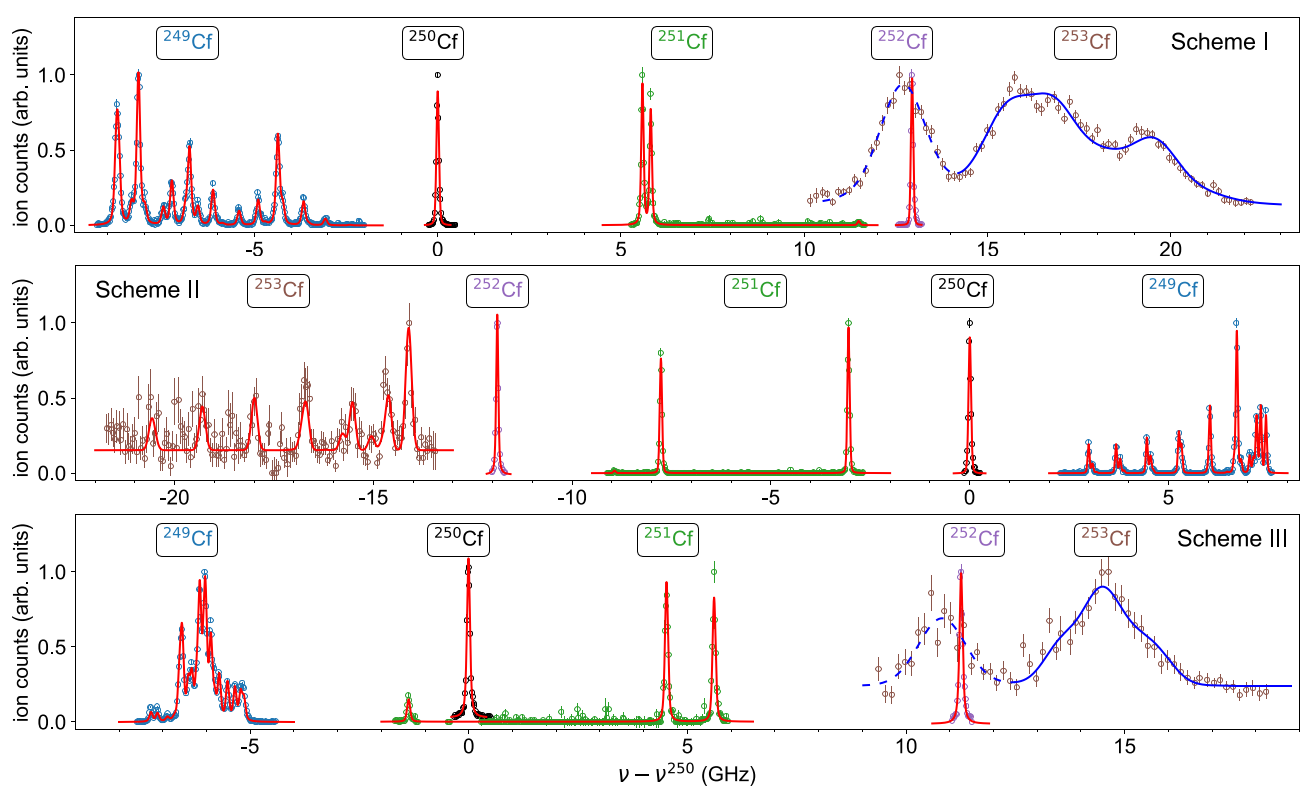 ion counts (arb. units)
1.0
0.5
0.0
²⁴⁹Cf
²⁵⁰Cf
²⁵¹Cf
²⁵²Cf
²⁵³Cf
Scheme I
-5 0 5 10 15 20
ion counts (arb. units)
1.0
0.5
0.0
Scheme II
²⁵³Cf
²⁵²Cf
²⁵¹Cf
²⁵⁰Cf
²⁴⁹Cf
-20 -15 -10 -5 0 5
ion counts (arb. units)
1.0
0.5
0.0
²⁴⁹Cf
²⁵⁰Cf
²⁵¹Cf
²⁵²Cf
²⁵³Cf
Scheme III
-5 0 5 10 15
ν − ν²⁵⁰ (GHz)